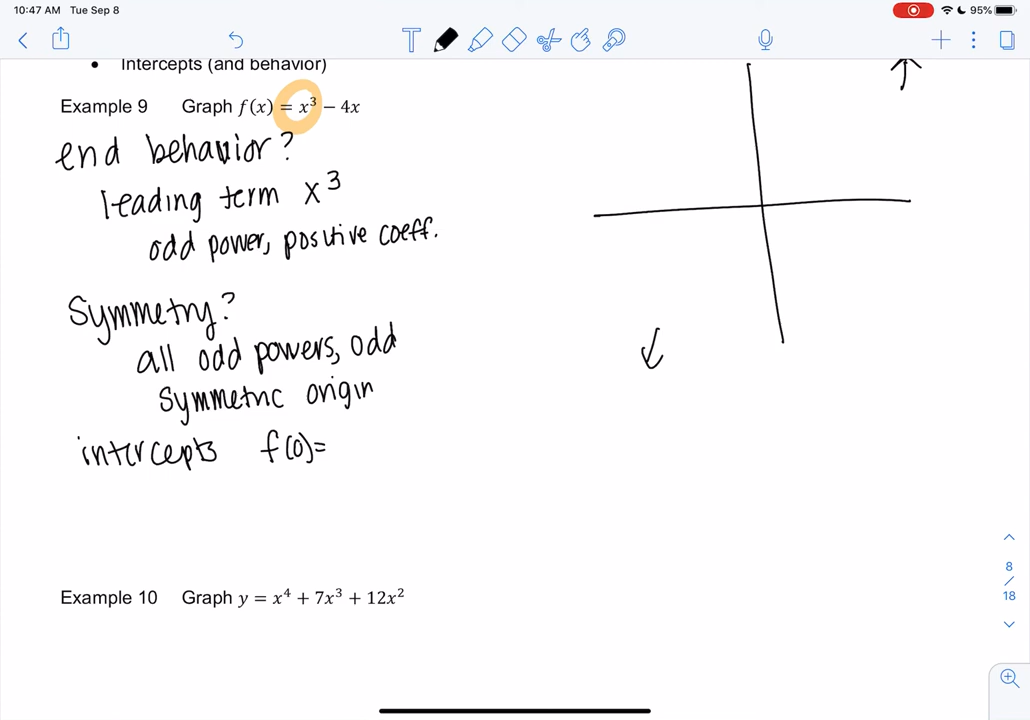 10:47 AM Tue Sep 8
95%
• Intercepts (and behavior)
Example 9 Graph f(x) = x³ − 4x
end behavior?
leading term x³
odd power, positive coeff.
Symmetry?
all odd powers, odd
symmetric origin
intercepts f(0)=
8
/
18
Example 10 Graph y = x⁴ + 7x³ + 12x²